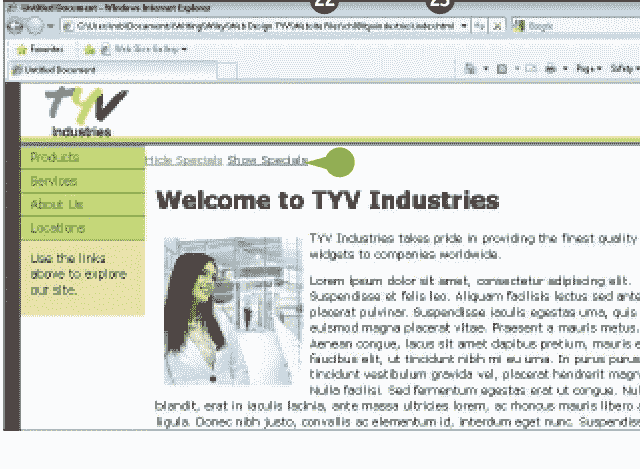 22 23
Untitled Document - Windows Internet Explorer
Google
Favorites Web Slice Gallery
Untitled Document Page Safety
TYV
Industries
Products
Hide Specials Show Specials
Services
About Us
Locations
Welcome to TYV Industries
Use the links
above to explore
our site.
TYV Industries takes pride in providing the finest quality
widgets to companies worldwide.
Lorem ipsum dolor sit amet, consectetur adipiscing elit.
Suspendisse et felis leo. Aliquam facilisis lectus sed ante
placerat pulvinar. Suspendisse iaculis egestas urna, quis
euismod magna placerat vitae. Praesent a mauris metus.
Aenean congue, lacus sit amet dapibus pretium, mauris e
faucibus elit, ut tincidunt nibh mi eu urna. In purus purus
tincidunt vestibulum gravida vel, placerat hendrerit magn
Nulla facilisi. Sed fermentum egestas erat ut congue. Nul
blandit, erat in iaculis lacinia, ante massa ultricies lorem, ac rhoncus mauris libero
ligula. Donec nibh justo, convallis ac elementum id, interdum eget nunc. Suspendiss